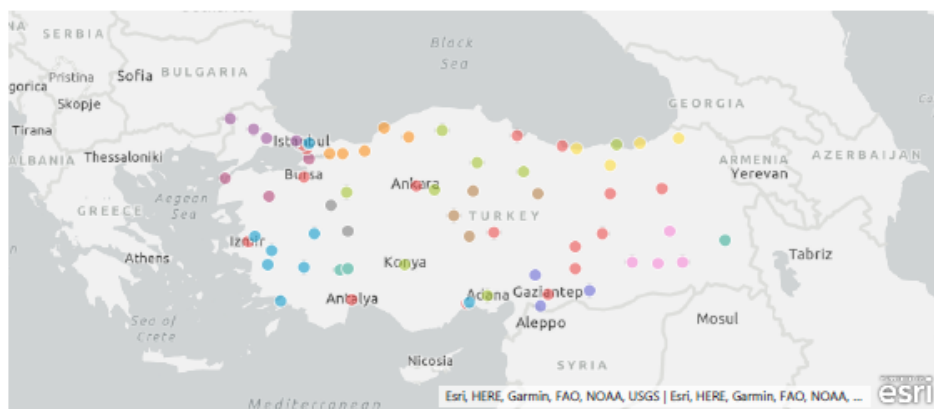 NA
SERBIA
Black
Sea
Pristina
Sofia
BULGARIA
gorica
Skopje
GEORGIA
Tirana
Istanbul
ALBANIA
Thessaloniki
ARMENIA
AZERBAIJAN
Yerevan
Bursa
Ankara
Aegean
Sea
GREECE
TURKEY
Izmir
Athens
Konya
Tabriz
Antalya
Adana
Gaziantep
Sea of
Crete
Aleppo
Mosul
Nicosia
SYRIA
Mediterranean
Esri, HERE, Garmin, FAO, NOAA, USGS | Esri, HERE, Garmin, FAO, NOAA, ...
esri